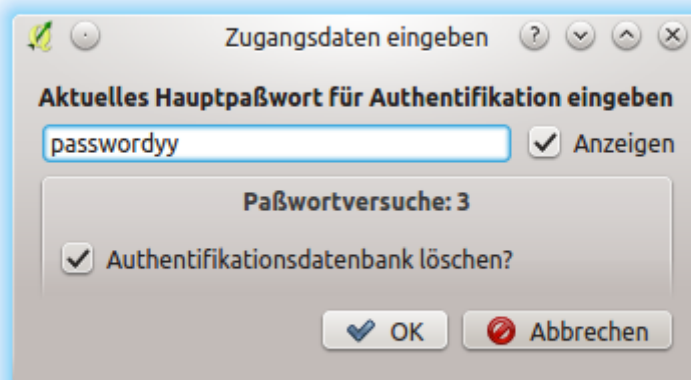 Zugangsdaten eingeben
Aktuelles Hauptpaßwort für Authentifikation eingeben
passwordyy Anzeigen
Paßwortversuche: 3
Authentifikationsdatenbank löschen?
OK Abbrechen